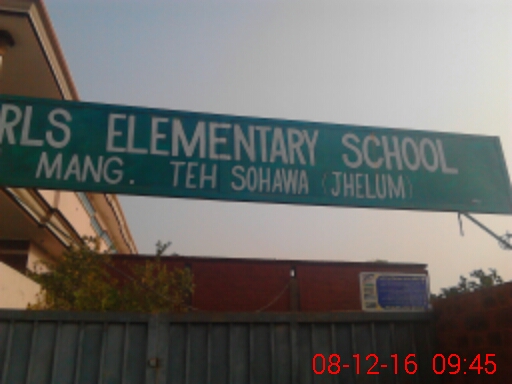 RLS ELEMENTARY SCHOOL
MANG. TEH SOHAWA (JHELUM)
08-12-16 09:45